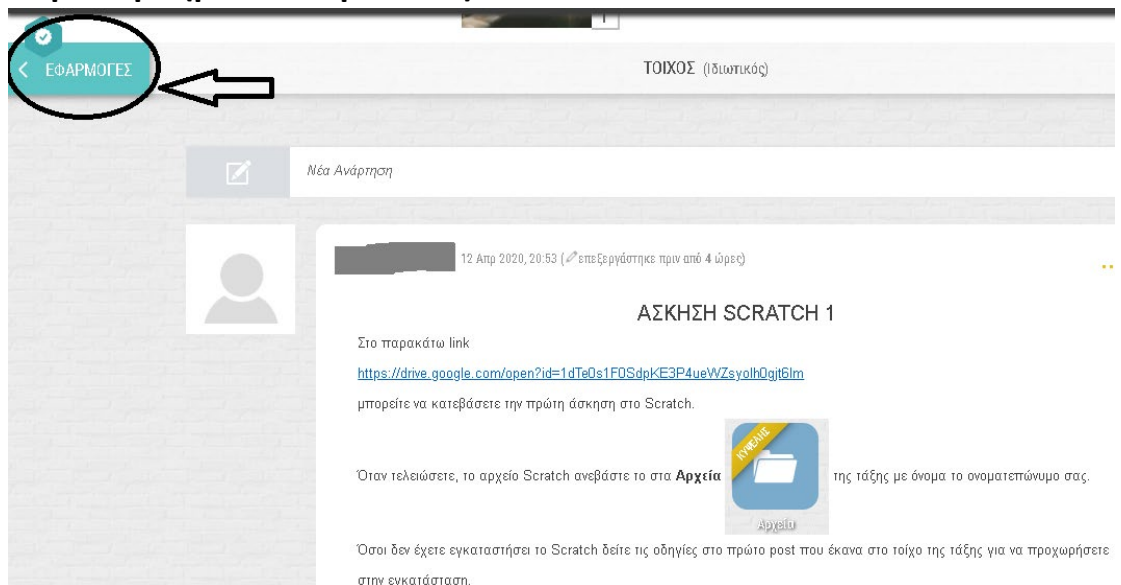 ΕΦΑΡΜΟΓΕΣ
ΤΟΙΧΟΣ (Ιδιωτικός)
Νέα Ανάρτηση
12 Απρ 2020, 20:53 (επεξεργάστηκε πριν από 4 ώρες)
ΑΣΚΗΣΗ SCRATCH 1
Στο παρακάτω link
https://drive.google.com/open?id=1dTe0s1F0SdpKE3P4ueWZsyolh0gjt6lm
μπορείτε να κατεβάσετε την πρώτη άσκηση στο Scratch.
ΚΥΨΕΛΗΣ
Όταν τελειώσετε, το αρχείο Scratch ανεβάστε το στα Αρχεία της τάξης με όνομα το ονοματεπώνυμο σας.
Αρχεία
Όσοι δεν έχετε εγκαταστήσει το Scratch δείτε τις οδηγίες στο πρώτο post που έκανα στο τοίχο της τάξης για να προχωρήσετε
στην εγκατάσταση.